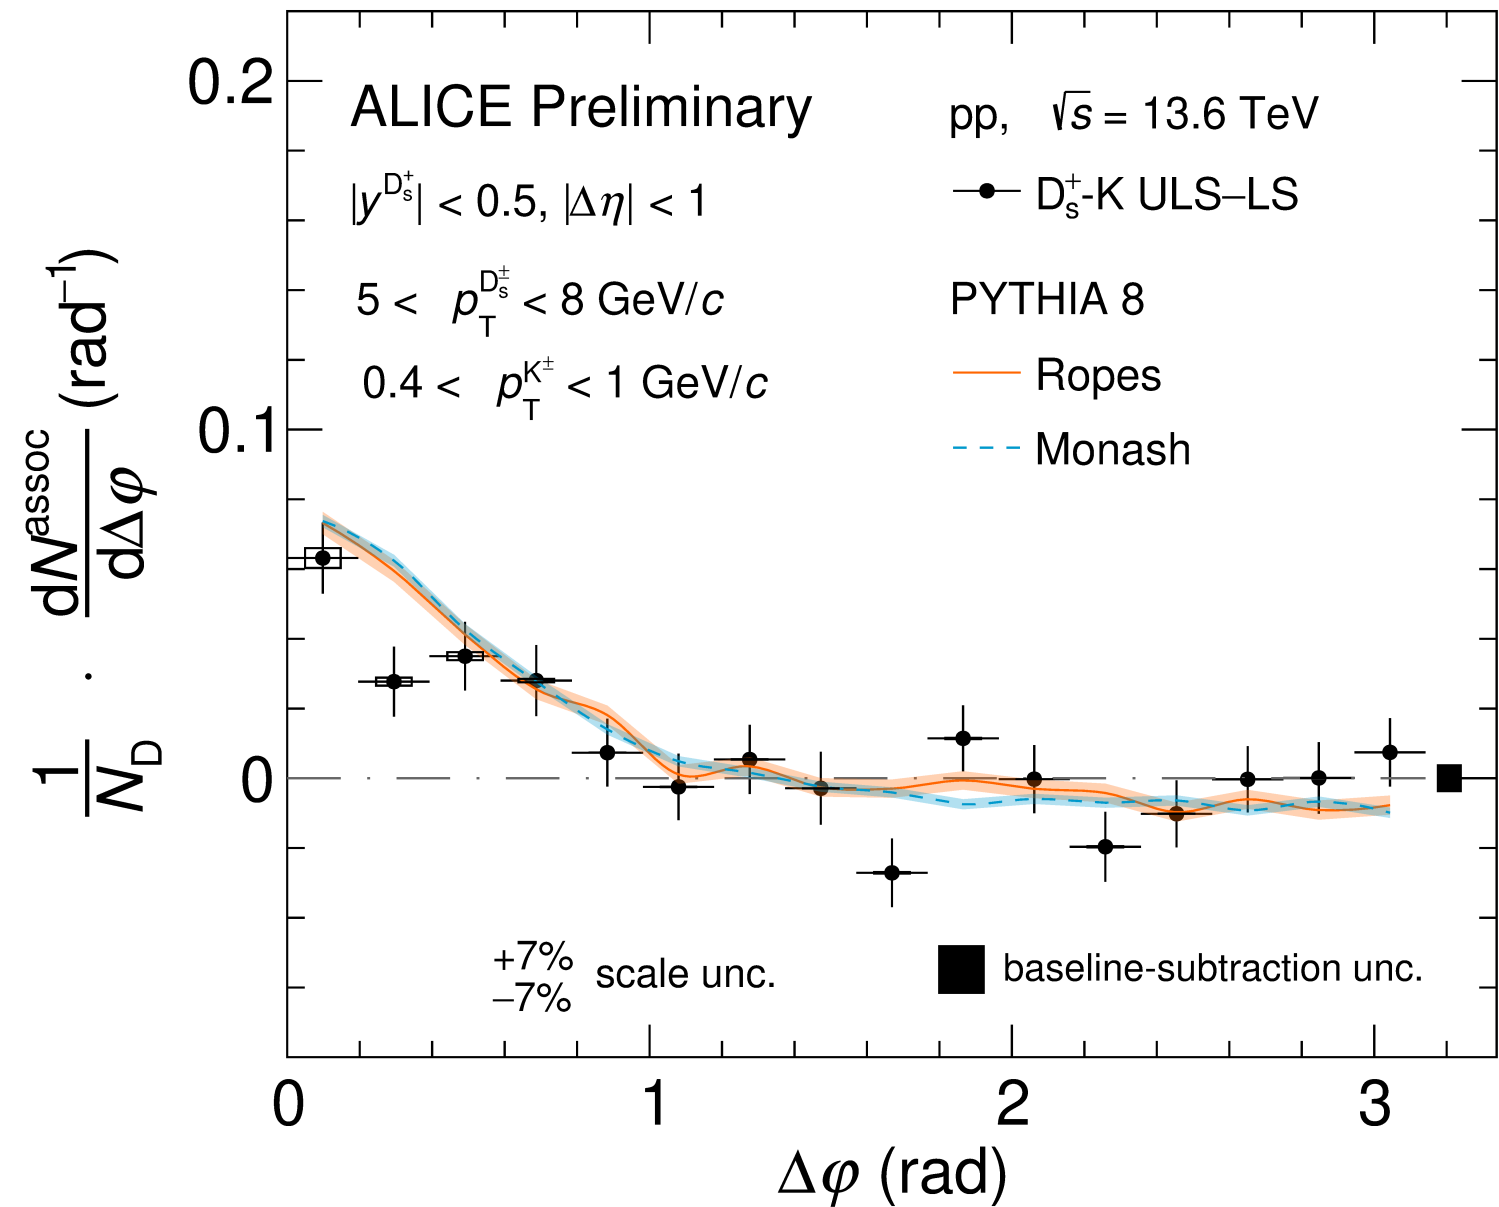 ALICE Preliminary
|y^{D_s^+}| < 0.5, |Δη| < 1
5 < p_T^{D_s^±} < 8 GeV/c
0.4 < p_T^{K^±} < 1 GeV/c
pp, √s = 13.6 TeV
D_s^+-K ULS–LS
PYTHIA 8
Ropes
Monash
+7%
–7%
scale unc.
baseline-subtraction unc.
0.2
0.1
0
0 1 2 3
Δφ (rad)
1/N_D · dN^{assoc}/dΔφ (rad^{–1})